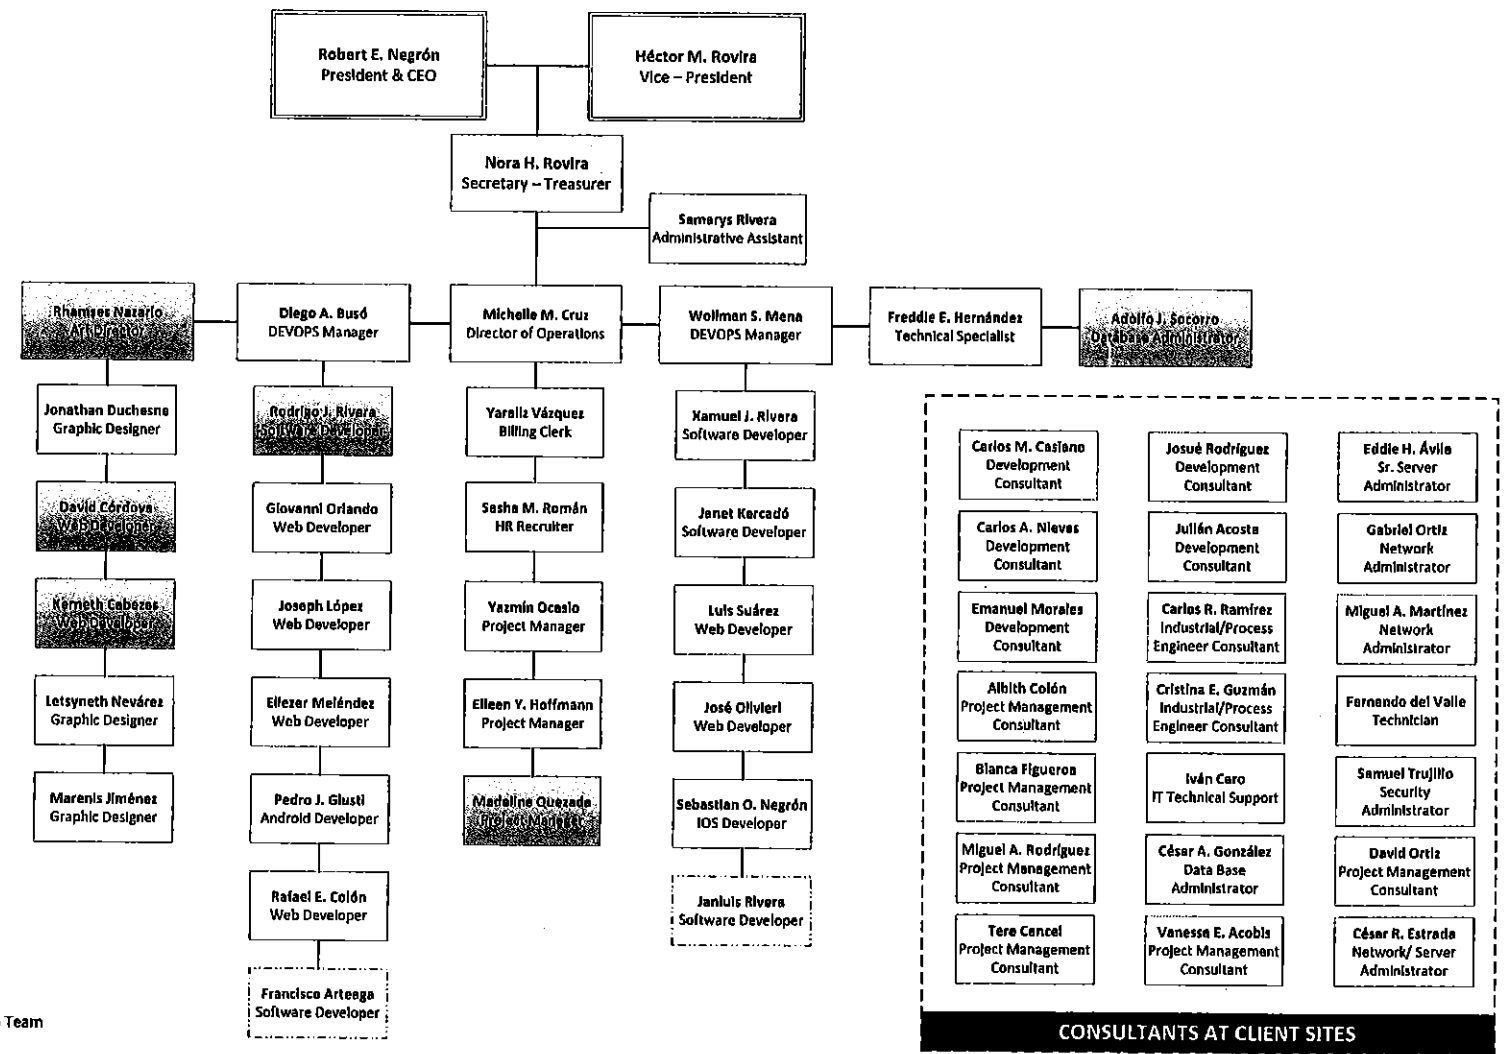 Robert E. Negrón
President & CEO
Héctor M. Rovira
Vice – President
Nora H. Rovira
Secretary – Treasurer
Samarys Rivera
Administrative Assistant
Rhamses Nazario
Art Director
Diego A. Busó
DEVOPS Manager
Michelle M. Cruz
Director of Operations
Wollman S. Mena
DEVOPS Manager
Freddie E. Hernández
Technical Specialist
Adolfo J. Socorro
Database Administrator
Jonathan Duchesne
Graphic Designer
David Córdova
Web Developer
Kenneth Cabezas
Web Developer
Letsyneth Nevárez
Graphic Designer
Marenis Jiménez
Graphic Designer
Rodrigo J. Rivera
Software Developer
Giovanni Orlando
Web Developer
Joseph López
Web Developer
Eliezer Meléndez
Web Developer
Pedro J. Giusti
Android Developer
Rafael E. Colón
Web Developer
Francisco Arteaga
Software Developer
Yaraliz Vázquez
Billing Clerk
Sasha M. Román
HR Recruiter
Yazmín Ocasio
Project Manager
Eileen Y. Hoffmann
Project Manager
Madeline Quezada
Project Manager
Xamuel J. Rivera
Software Developer
Janet Kercadó
Software Developer
Luis Suárez
Web Developer
José Olivieri
Web Developer
Sebastian O. Negrón
IOS Developer
Janluis Rivera
Software Developer
Carlos M. Casiano
Development
Consultant
Carlos A. Nieves
Development
Consultant
Emanuel Morales
Development
Consultant
Albith Colón
Project Management
Consultant
Blanca Figueroa
Project Management
Consultant
Miguel A. Rodríguez
Project Management
Consultant
Tere Cancel
Project Management
Consultant
Josué Rodríguez
Development
Consultant
Julián Acosta
Development
Consultant
Carlos R. Ramírez
Industrial/Process
Engineer Consultant
Cristina E. Guzmán
Industrial/Process
Engineer Consultant
Iván Caro
IT Technical Support
César A. González
Data Base
Administrator
Vanessa E. Acobis
Project Management
Consultant
Eddie H. Ávila
Sr. Server
Administrator
Gabriel Ortiz
Network
Administrator
Miguel A. Martínez
Network
Administrator
Fernando del Valle
Technician
Samuel Trujillo
Security
Administrator
David Ortiz
Project Management
Consultant
César R. Estrada
Network/ Server
Administrator
Team
CONSULTANTS AT CLIENT SITES